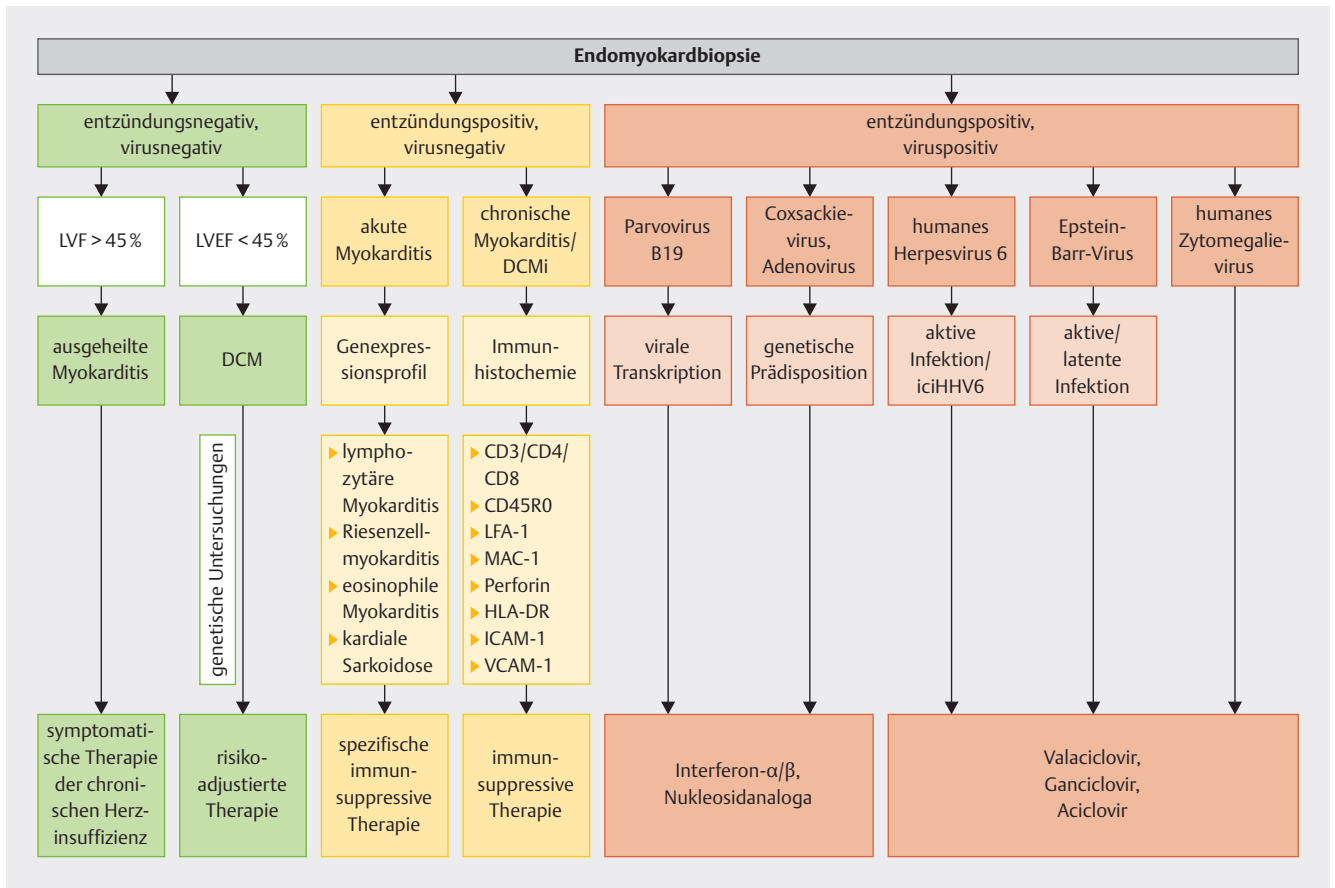 Endomyokardbiopsie
entzündungsnegativ,
virusnegativ
entzündungspositiv,
virusnegativ
entzündungspositiv,
viruspositiv
LVF > 45 %
LVEF < 45 %
akute
Myokarditis
chronische
Myokarditis/
DCMi
Parvovirus
B19
Coxsackie-
virus,
Adenovirus
humanes
Herpesvirus 6
Epstein-
Barr-Virus
humanes
Zytomegalie-
virus
ausgeheilte
Myokarditis
DCM
Genexpres-
sionsprofil
Immun-
histochemie
virale
Transkription
genetische
Prädisposition
aktive
Infektion/
iciHHV6
aktive/
latente
Infektion
genetische Untersuchungen
lympho-
zytäre
Myokarditis
Riesenzell-
myokarditis
eosinophile
Myokarditis
kardiale
Sarkoidose
CD3/CD4/
CD8
CD45R0
LFA-1
MAC-1
Perforin
HLA-DR
ICAM-1
VCAM-1
symptomati-
sche Therapie
der chroni-
schen Herz-
insuffizienz
risiko-
adjustierte
Therapie
spezifische
immun-
suppressive
Therapie
immun-
suppressive
Therapie
Interferon-α/β,
Nukleosidanaloga
Valaciclovir,
Ganciclovir,
Aciclovir